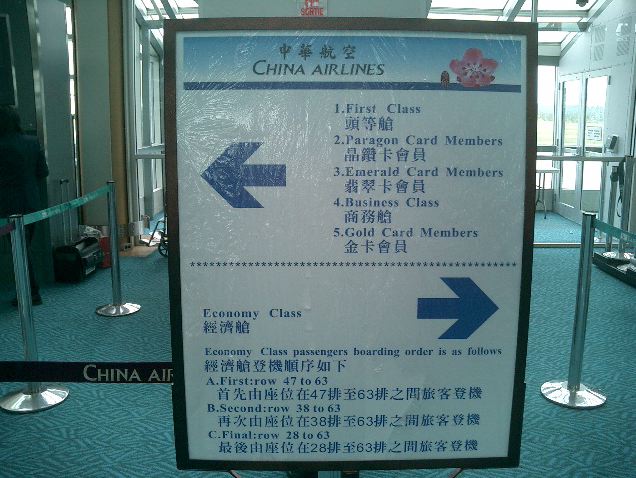 SORTIE
中華航空
CHINA AIRLINES
1.First Class
頭等艙
2.Paragon Card Members
晶鑽卡會員
3.Emerald Card Members
翡翠卡會員
4.Business Class
商務艙
5.Gold Card Members
金卡會員
Economy Class
經濟艙
Economy Class passengers boarding order is as follows
經濟艙登機順序如下
A.First:row 47 to 63
首先由座位在47排至63排之間旅客登機
B.Second:row 38 to 63
再次由座位在38排至63排之間旅客登機
C.Final:row 28 to 63
最後由座位在28排至63排之間旅客登機
CHINA AIR